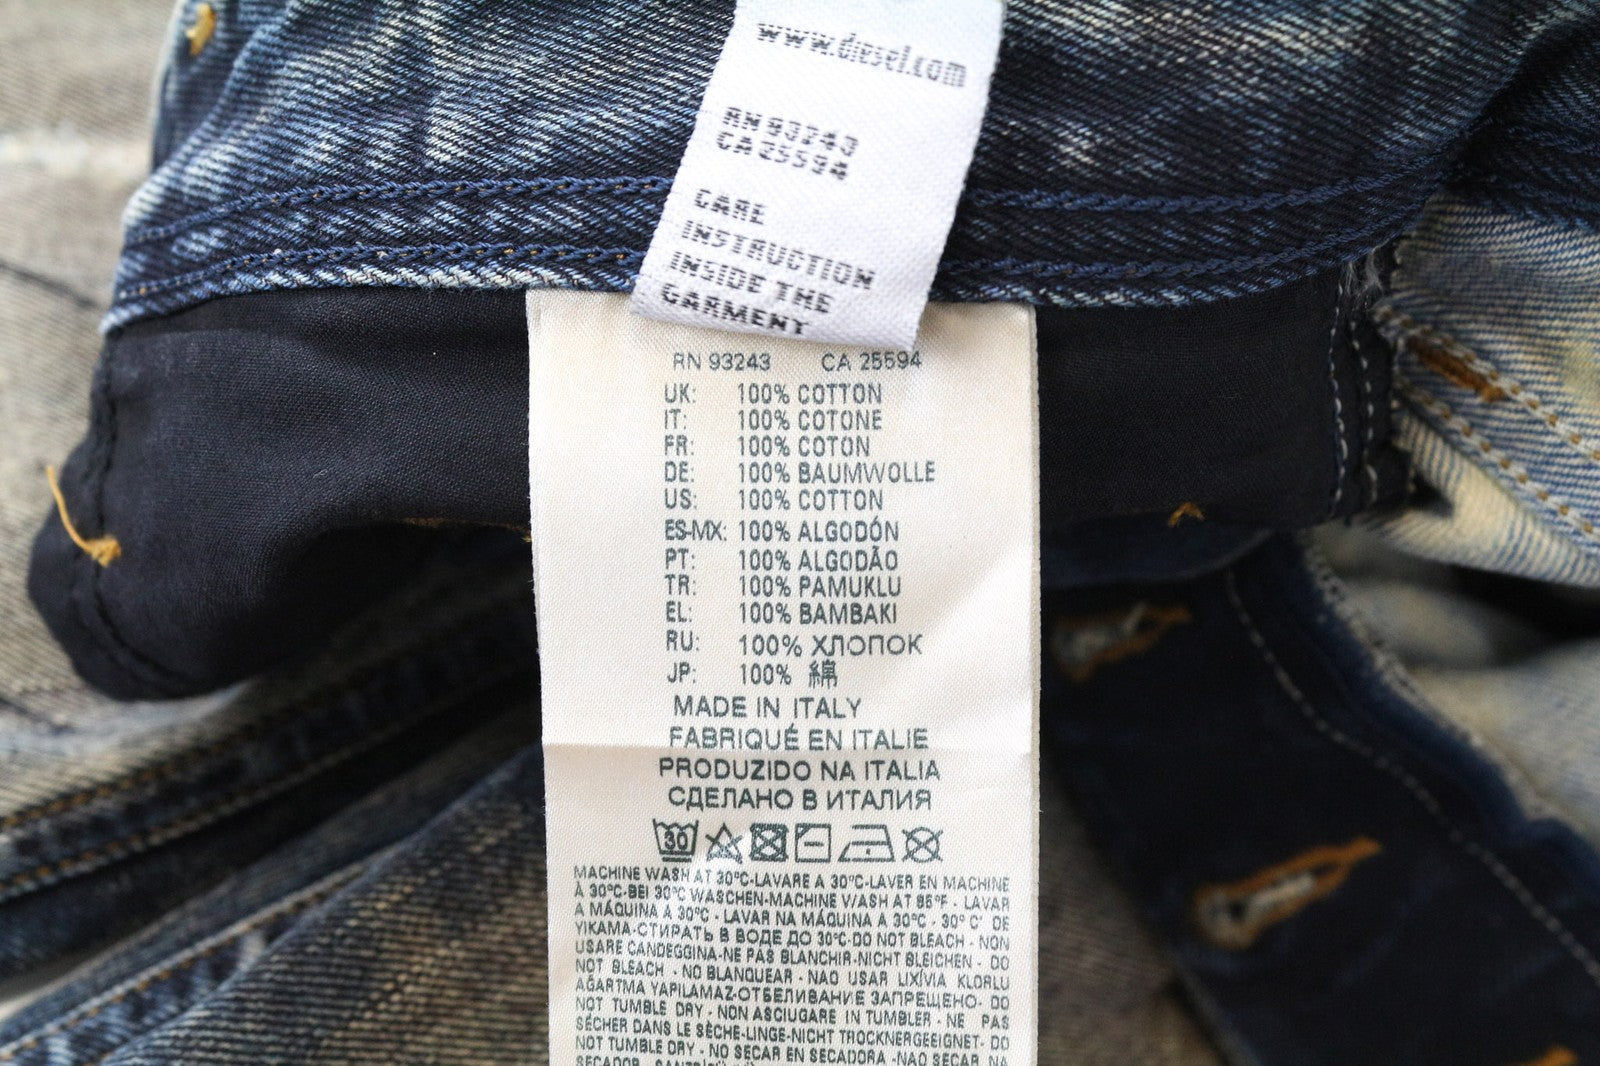 www.diesel.com
RN 93243
CA 25594
CARE
INSTRUCTION
INSIDE THE
GARMENT
RN 93243 CA 25594
UK: 100% COTTON
IT: 100% COTONE
FR: 100% COTON
DE: 100% BAUMWOLLE
US: 100% COTTON
ES-MX: 100% ALGODÓN
PT: 100% ALGODÃO
TR: 100% PAMUKLU
EL: 100% BAMBAKI
RU: 100% ХЛОПОК
JP: 100% 綿
MADE IN ITALY
FABRIQUÉ EN ITALIE
PRODUZIDO NA ITALIA
СДЕЛАНО В ИТАЛИЯ
30
MACHINE WASH AT 30°C-LAVARE A 30°C-LAVER EN MACHINE
À 30°C-BEI 30°C WASCHEN-MACHINE WASH AT 85°F - LAVAR
A MÁQUINA A 30°C - LAVAR NA MÁQUINA A 30°C - 30° C' DE
YIKAMA-СТИРАТЬ В ВОДЕ ДО 30°C-DO NOT BLEACH - NON
USARE CANDEGGINA-NE PAS BLANCHIR-NICHT BLEICHEN - DO
NOT BLEACH - NO BLANQUEAR - NAO USAR LIXÍVIA KLORLU
AĞARTMA YAPILAMAZ-ОТБЕЛИВАНИЕ ЗАПРЕЩЕНО- DO
NOT TUMBLE DRY - NON ASCIUGARE IN TUMBLER - NE PAS
SÉCHER DANS LE SÈCHE-LINGE-NICHT TROCKNERGEEIGNET- DO
NOT TUMBLE DRY - NO SECAR EN SECADORA -NAO SECAR NA
SECADOR